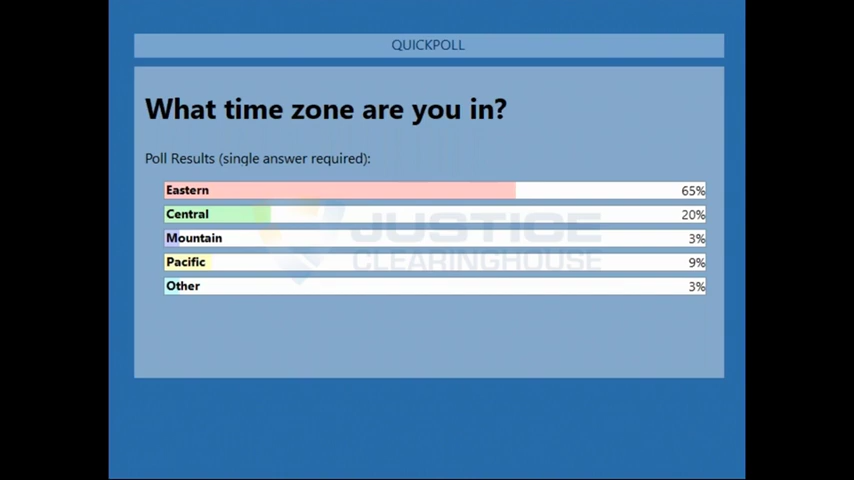 QUICKPOLL
What time zone are you in?
Poll Results (single answer required):
Eastern 65%
Central 20%
Mountain 3%
Pacific 9%
Other 3%
JUSTICE
CLEARINGHOUSE